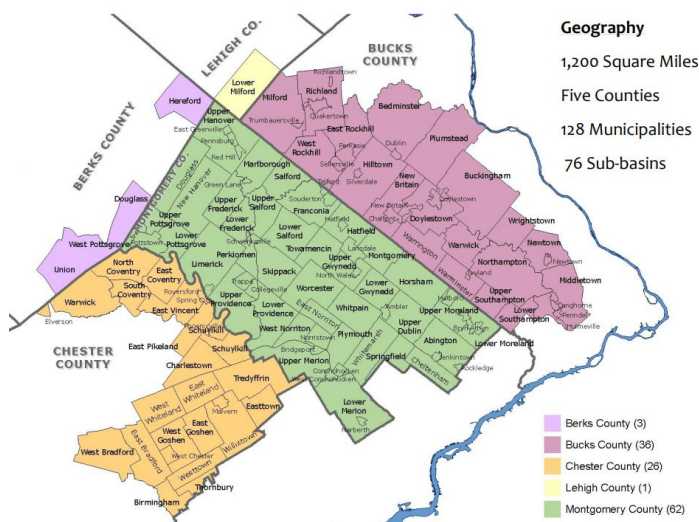 Geography
1,200 Square Miles
Five Counties
128 Municipalities
76 Sub-basins
LEHIGH CO.
BUCKS
COUNTY
BERKS COUNTY
MONTGOMERY CO.
CHESTER
COUNTY
Lower
Milford
Hereford
Upper
Hanover
East Greenville
Pennsburg
Red Hill
Green Lane
Milford
Richlandtown
Richland
Trumbauersville
Quakertown
East Rockhill
West
Rockhill
Perkasie
Sellersville
Telford
Silverdale
Hilltown
Dublin
Bedminster
Plumstead
New
Britain
New Britain
Chalfont
Doylestown
Doylestown
Buckingham
Wrightstown
Newtown
Newtown
Warrington
Warwick
Warminster
Ivyland
Northampton
Middletown
Langhorne
Penndel
Hulmeville
Upper
Southampton
Lower
Southampton
Marlborough
Salford
Douglass
New Hanover
Upper
Frederick
Upper
Salford
Souderton
Franconia
Lower
Frederick
Schwenksville
Lower
Salford
Hatfield
Hatfield
Lansdale
Towamencin
Upper
Gwynedd
North Wales
Montgomery
Douglass
West Pottsgrove
Pottstown
Upper
Pottsgrove
Lower
Pottsgrove
Union
Limerick
Perkiomen
Skippack
Trappe
Collegeville
Worcester
Lower
Gwynedd
Horsham
Ambler
Hatboro
Upper Moreland
Bryn Athyn
Lower Moreland
Upper
Providence
Lower
Providence
East Norriton
Whitpain
West Norriton
Norristown
Plymouth
Whitemarsh
Upper
Dublin
Abington
Jenkintown
Rockledge
Springfield
Cheltenham
Bridgeport
Upper Merion
Conshohocken
West Conshohocken
Lower
Merion
Narberth
North
Coventry
East
Coventry
South
Coventry
Warwick
Elverson
Royersford
Spring City
East Vincent
Schuylkill
East Pikeland
Schuylkill
Charlestown
Tredyffrin
East
Whiteland
West
Whiteland
Malvern
Easttown
East
Goshen
West
Goshen
West Chester
Willistown
Westtown
East Bradford
West Bradford
Thornbury
Birmingham
Berks County (3)
Bucks County (36)
Chester County (26)
Lehigh County (1)
Montgomery County (62)